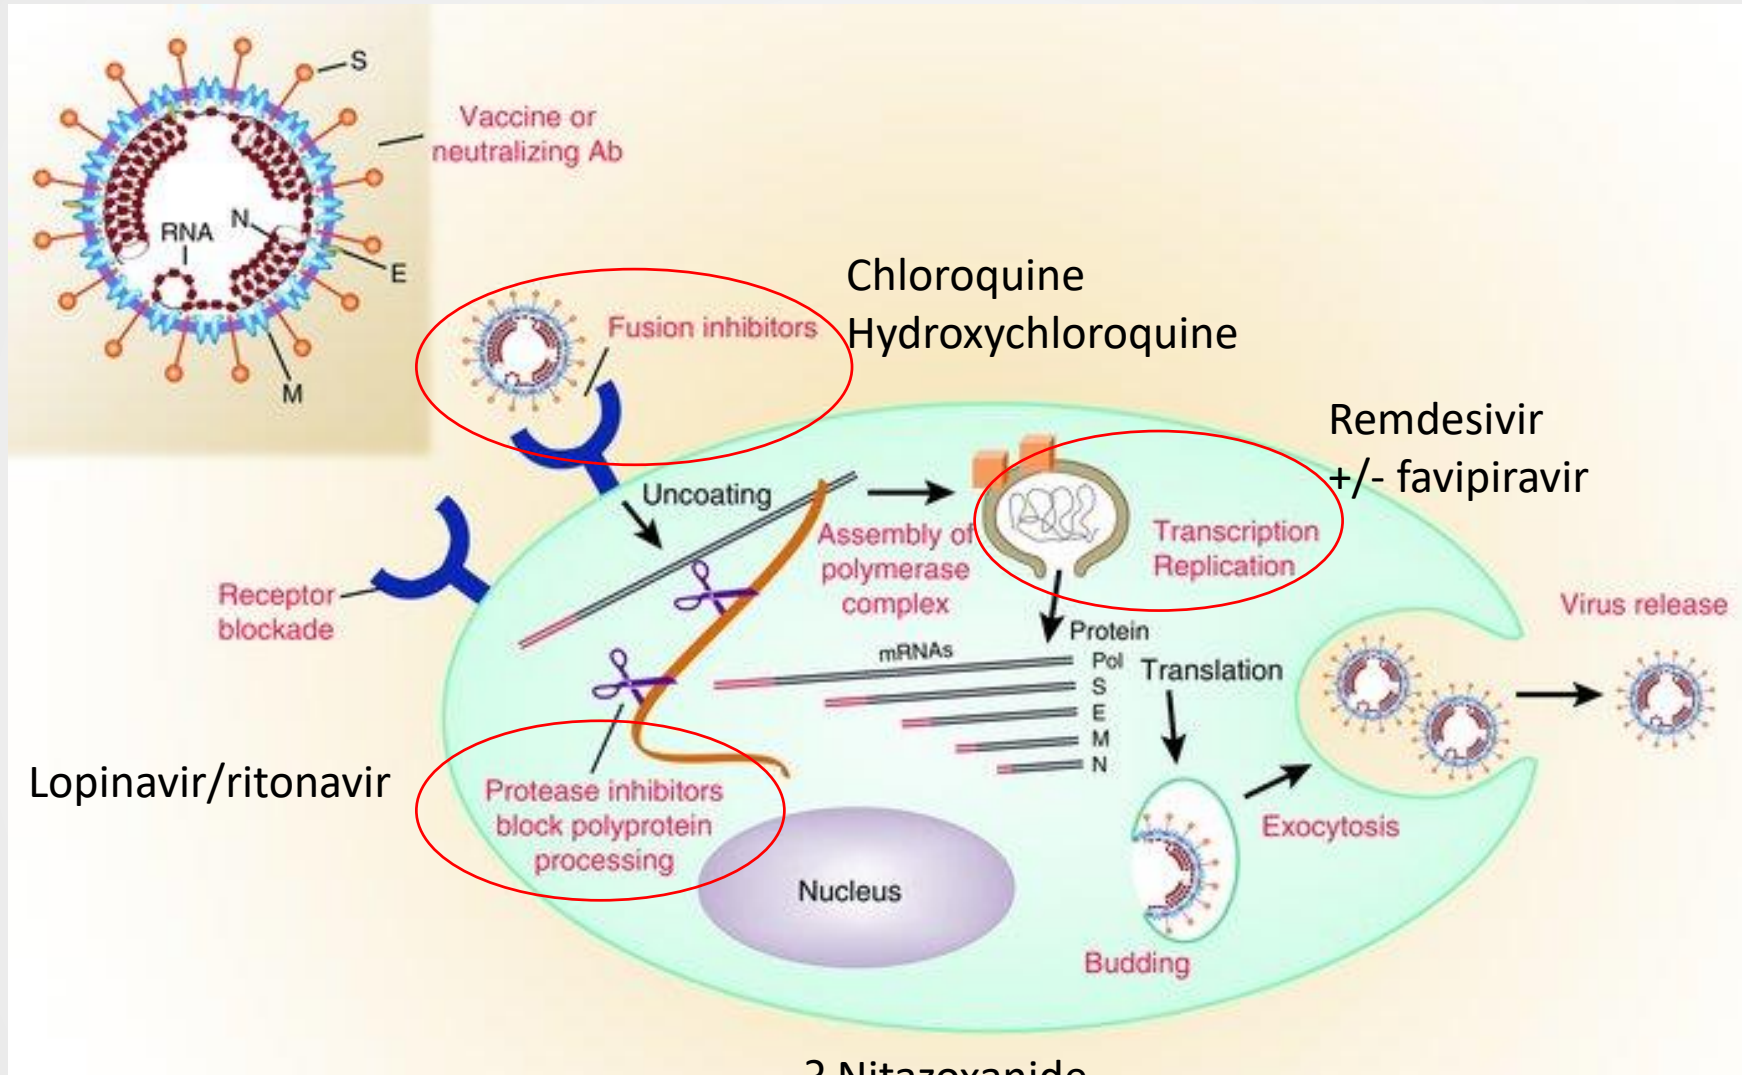 S
Vaccine or
neutralizing Ab
RNA
N
E
M
Chloroquine
Hydroxychloroquine
Fusion inhibitors
Remdesivir
+/- favipiravir
Uncoating
Assembly of
polymerase
complex
Transcription
Replication
Receptor
blockade
Virus release
Protein
mRNAs
Pol
S
E
M
N
Translation
Lopinavir/ritonavir
Protease inhibitors
block polyprotein
processing
Exocytosis
Nucleus
Budding
? Nitazoxanide